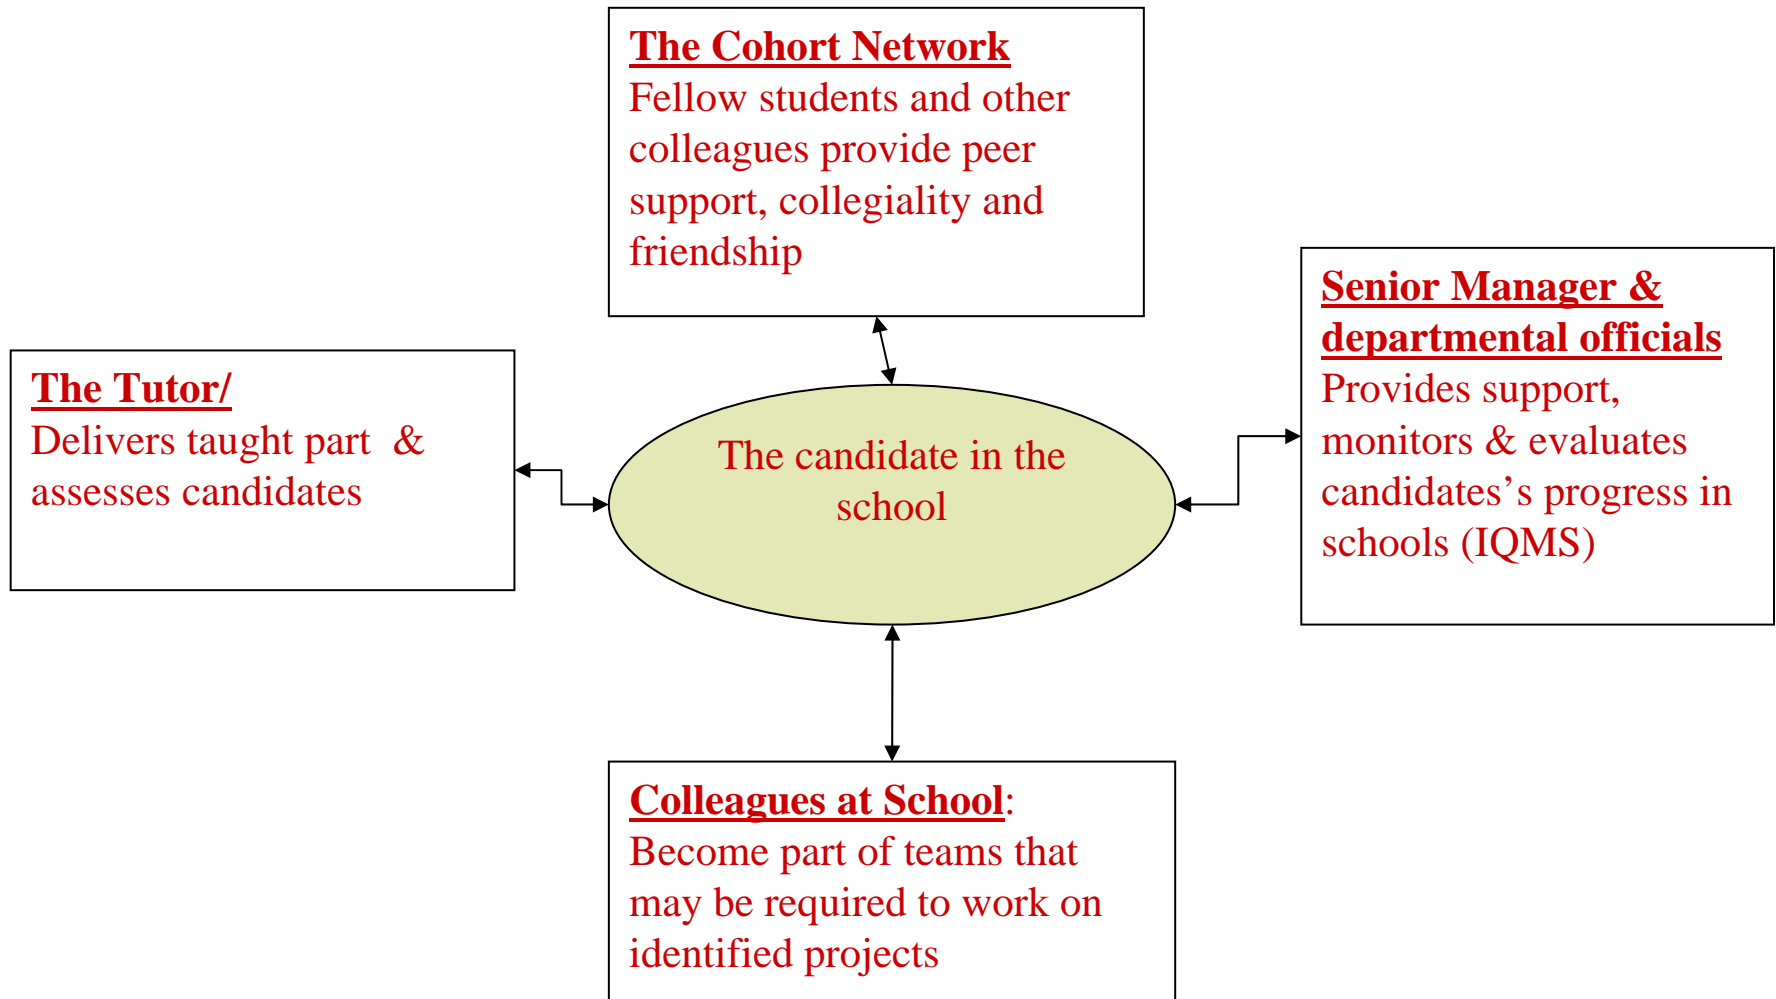 The Cohort Network
Fellow students and other
colleagues provide peer
support, collegiality and
friendship
Senior Manager &
departmental officials
Provides support,
monitors & evaluates
candidates’s progress in
schools (IQMS)
The Tutor/
Delivers taught part  &
assesses candidates
The candidate in the
school
Colleagues at School:
Become part of teams that
may be required to work on
identified projects